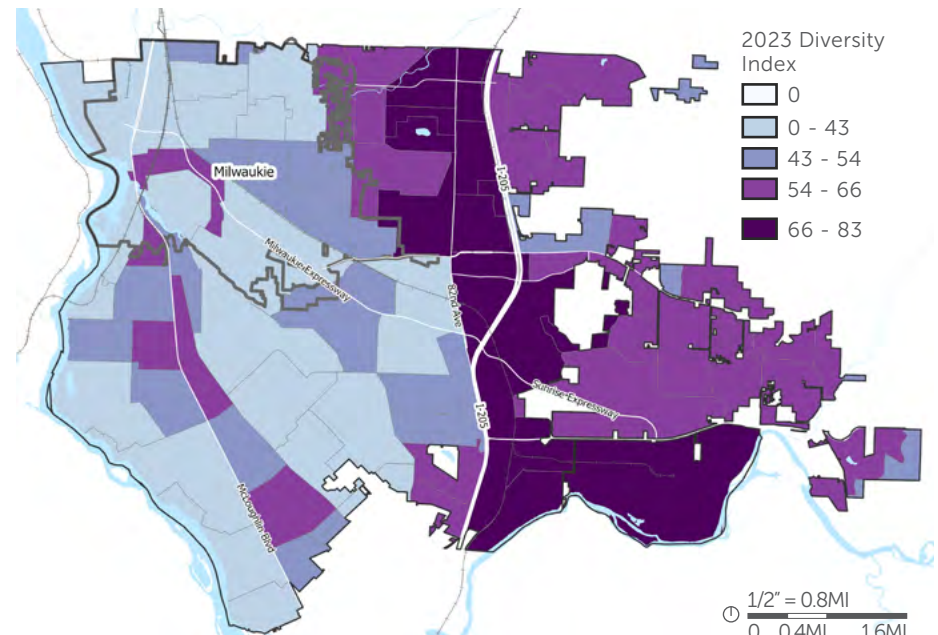 2023 Diversity
Index
0
0 - 43
43 - 54
54 - 66
66 - 83
I-205
Milwaukie
Milwaukie Expressway
82nd Ave
Sunrise Expressway
I-205
McLoughlin Blvd
1/2" = 0.8MI
0 0.4MI 1.6MI